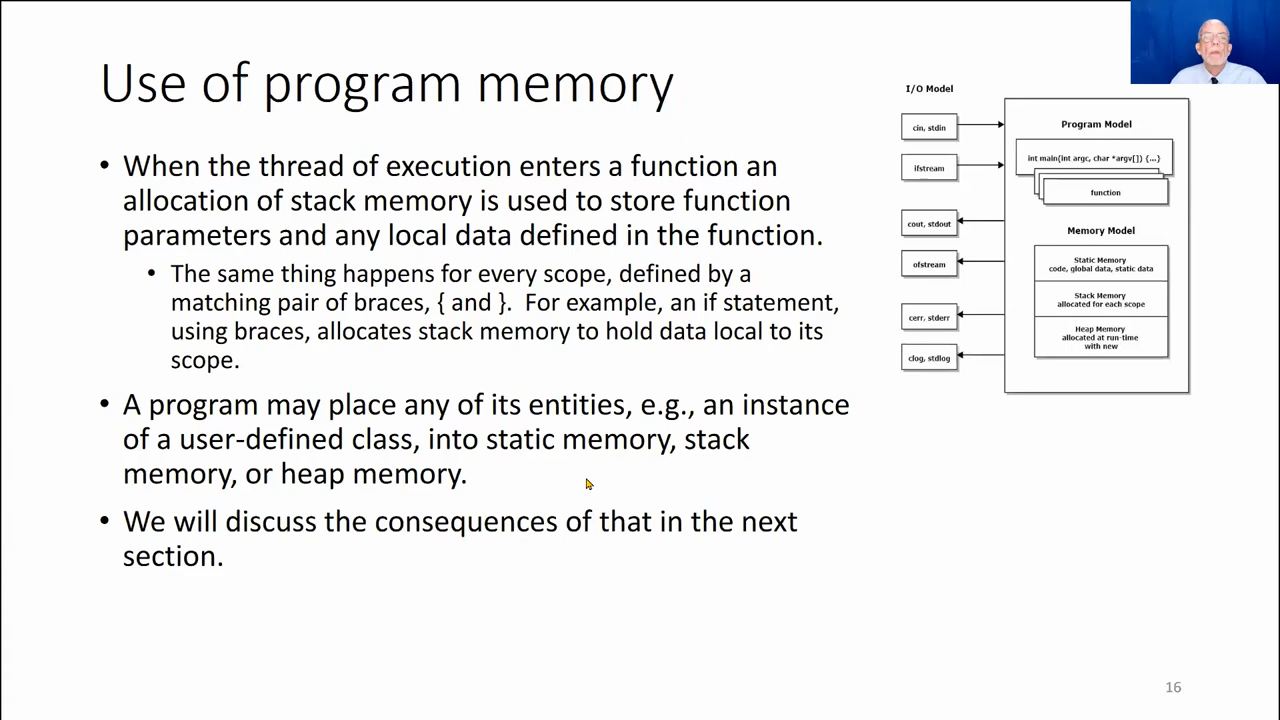 Use of program memory
• When the thread of execution enters a function an
allocation of stack memory is used to store function
parameters and any local data defined in the function.
• The same thing happens for every scope, defined by a
matching pair of braces, { and }.  For example, an if statement,
using braces, allocates stack memory to hold data local to its
scope.
• A program may place any of its entities, e.g., an instance
of a user-defined class, into static memory, stack
memory, or heap memory.
• We will discuss the consequences of that in the next
section.
I/O Model
cin, stdin
ifstream
cout, stdout
ofstream
cerr, stderr
clog, stdlog
Program Model
int main(int argc, char *argv[]) {...}
function
Memory Model
Static Memory
code, global data, static data
Stack Memory
allocated for each scope
Heap Memory
allocated at run-time
with new
16